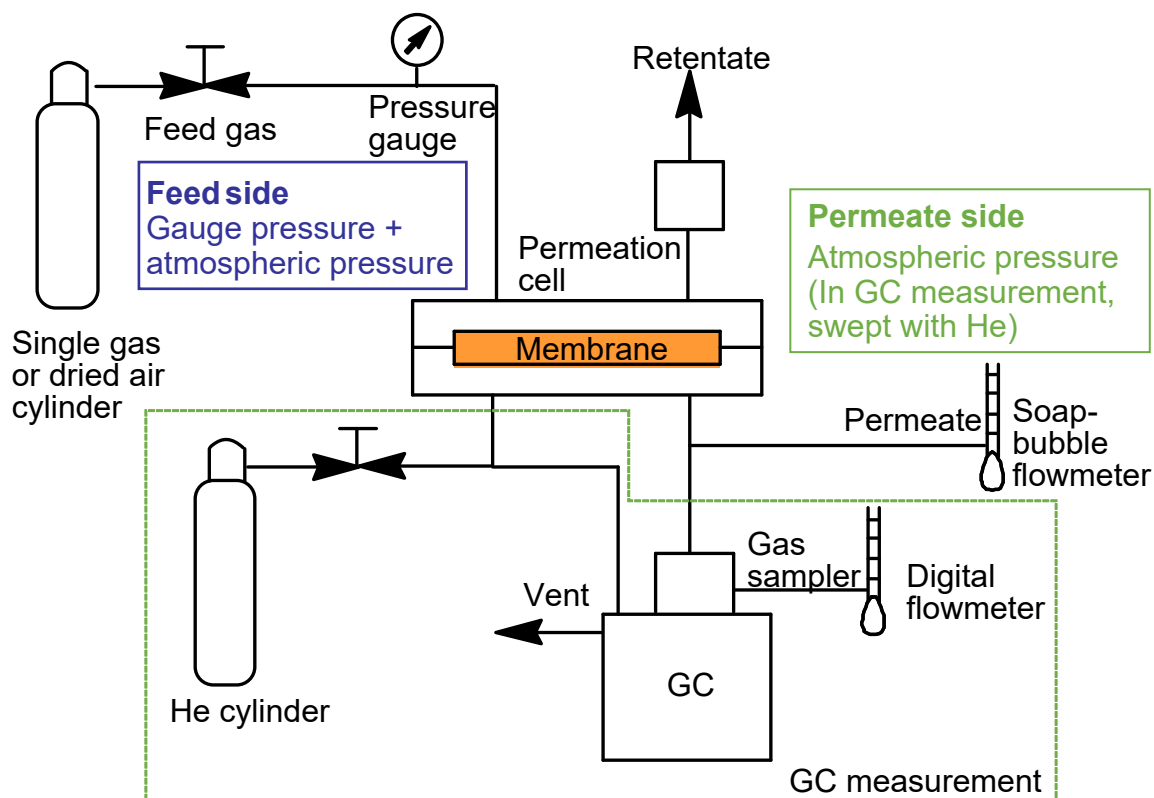 Retentate
Pressure
gauge
Feed gas
Feed side
Gauge pressure +
atmospheric pressure
Permeate side
Atmospheric pressure
(In GC measurement,
swept with He)
Permeation
cell
Single gas
or dried air
cylinder
Membrane
Permeate
Soap-
bubble
flowmeter
Gas
sampler
Digital
flowmeter
Vent
GC
He cylinder
GC measurement